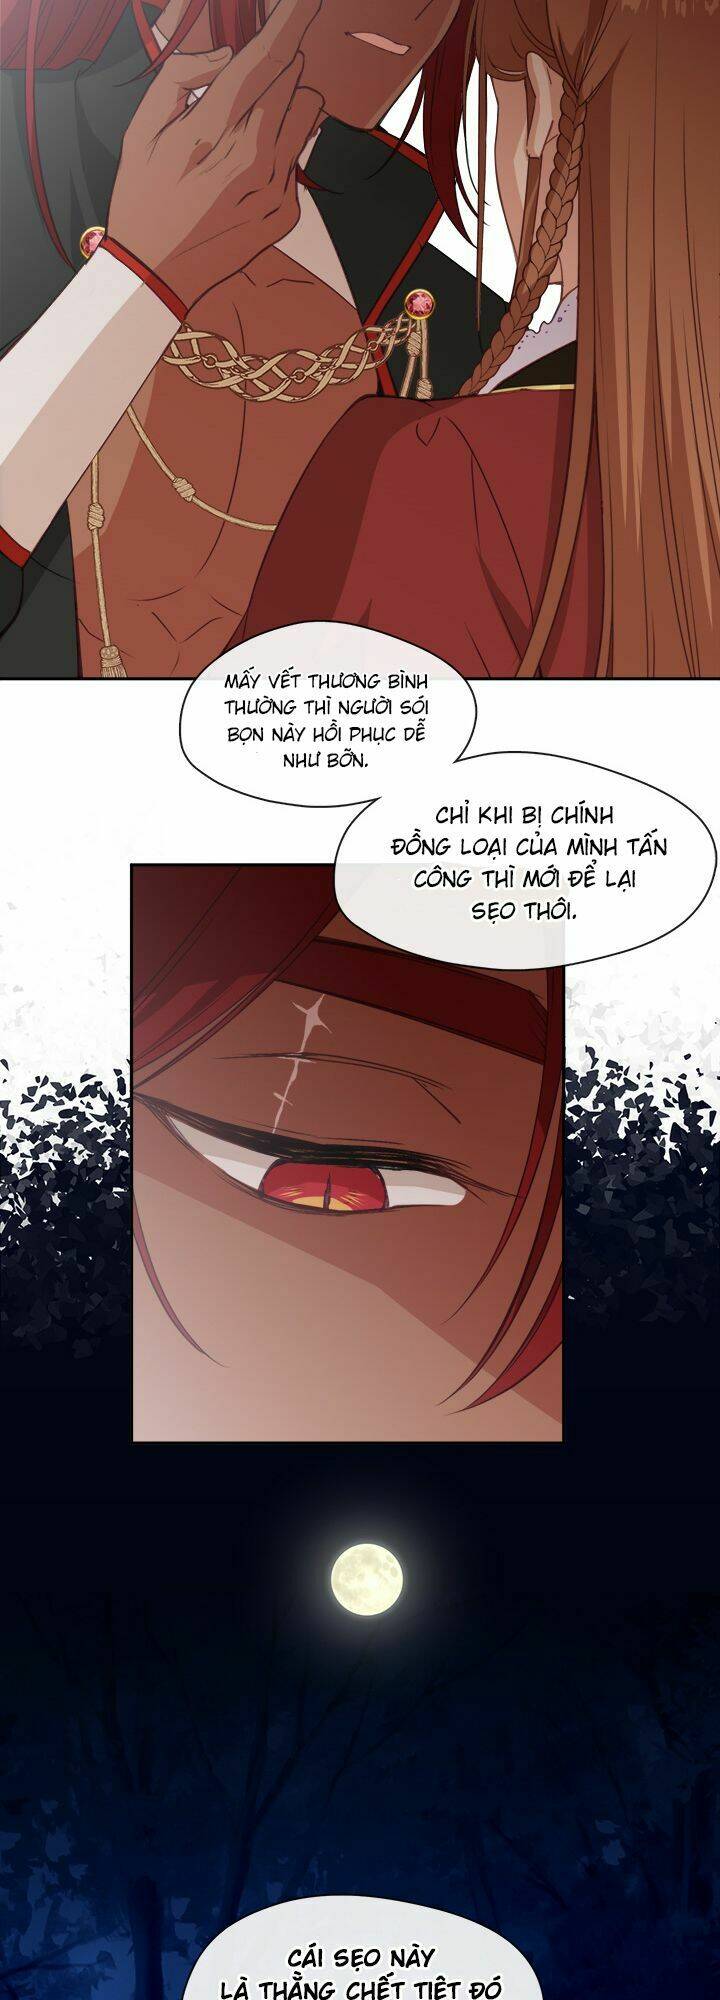 MẤY VẾT THƯƠNG BÌNH
THƯỜNG THÌ NGƯỜI SÓI
BỌN NÀY HỒI PHỤC DỄ
NHƯ BỠN.
CHỈ KHI BỊ CHÍNH
ĐỒNG LOẠI CỦA MÌNH TẤN
CÔNG THÌ MỚI ĐỂ LẠI
SẸO THÔI.
CÁI SẸO NÀY
LÀ THẰNG CHẾT TIỆT ĐÓ